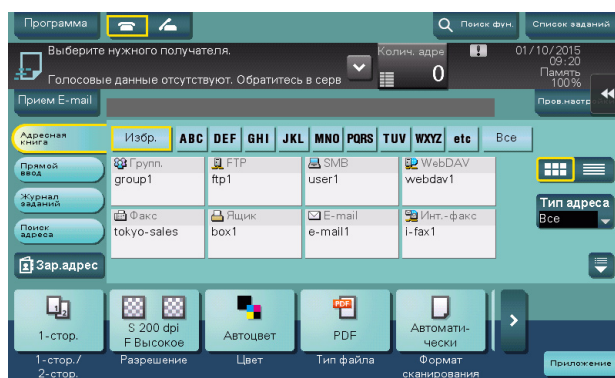 Программа
Поиск фун.
Список заданий
Выберите нужного получателя.
Колич. адре
0
01/10/2015
09:20
Память
100%
Голосовые данные отсутствуют. Обратитесь в серв
Прием E-mail
Пров.настр
Адресная
книга
Избр.
ABC
DEF
GHI
JKL
MNO
PQRS
TUV
WXYZ
etc
Все
Прямой
ввод
Журнал
заданий
Поиск
адреса
Зар.адрес
Групп.
group1
FTP
ftp1
SMB
user1
WebDAV
webdav1
Факс
tokyo-sales
Ящик
box1
E-mail
e-mail1
Инт.-факс
i-fax1
Тип адреса
Все
1-стор.
S 200 dpi
F Высокое
Автоцвет
PDF
PDF
Автомати-
чески
1-стор./
2-стор.
Разрешение
Цвет
Тип файла
Формат
сканирования
Приложение